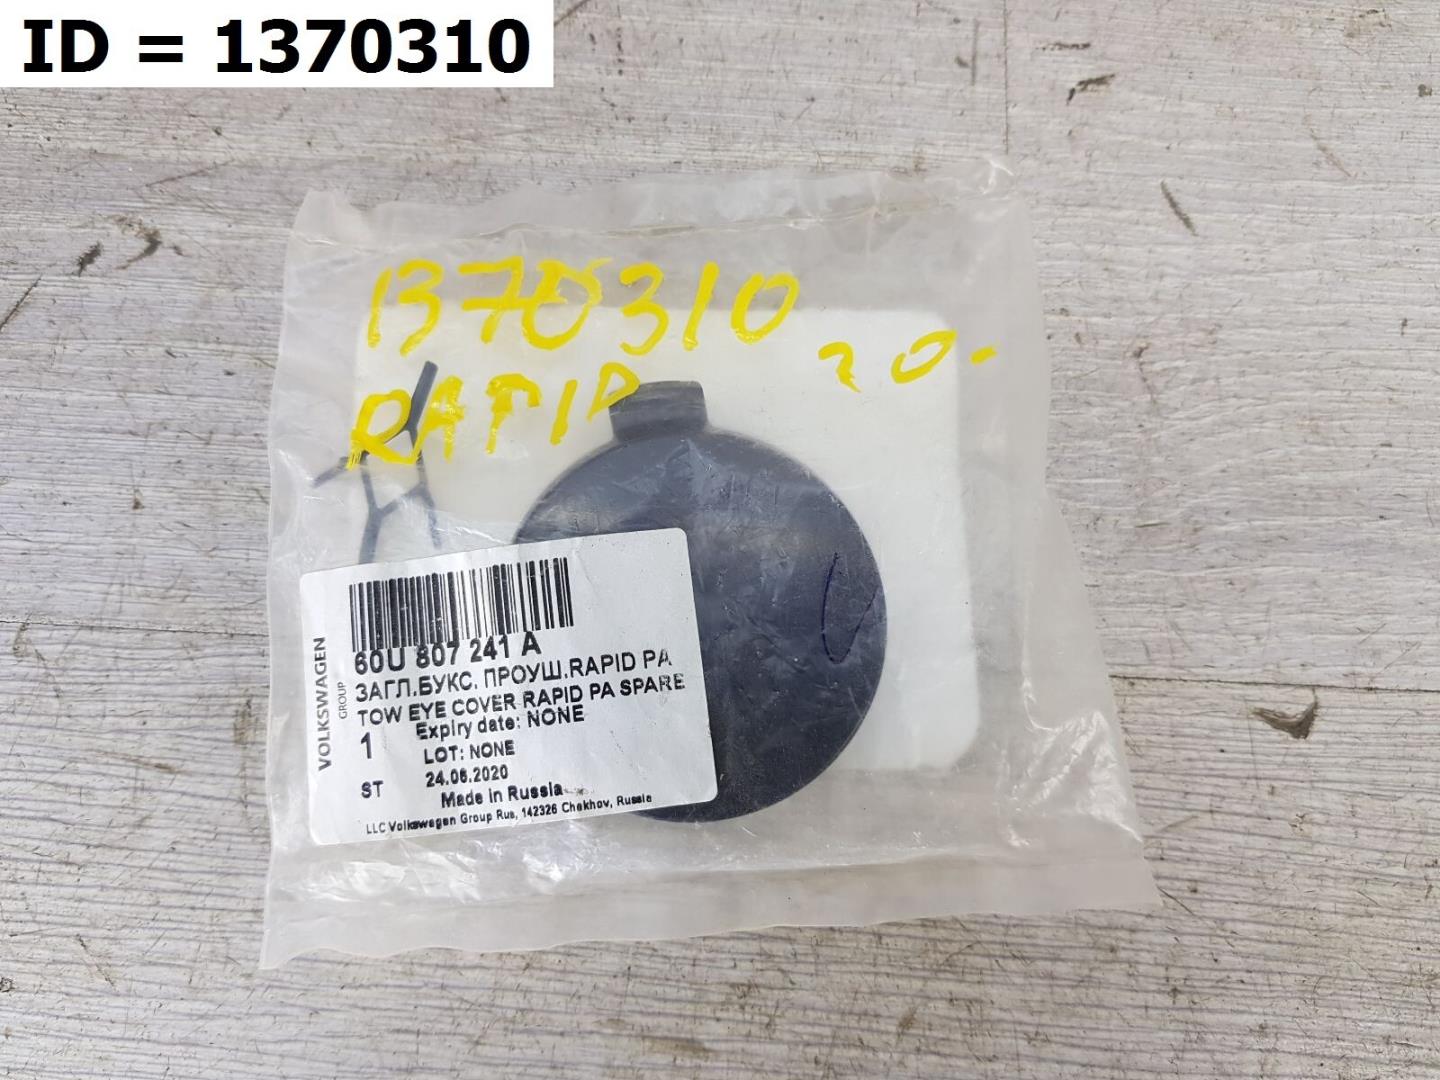 ID = 1370310
1370310
20-
RAPID
VOLKSWAGEN
GROUP
60U 807 241 A
ЗАГЛ.БУКС. ПРОУШ.RAPID PA
TOW EYE COVER RAPID PA SPARE
1 Expiry date: NONE
LOT: NONE
ST 24.06.2020
Made in Russia
LLC Volkswagen Group Rus, 142326 Chekhov, Russia